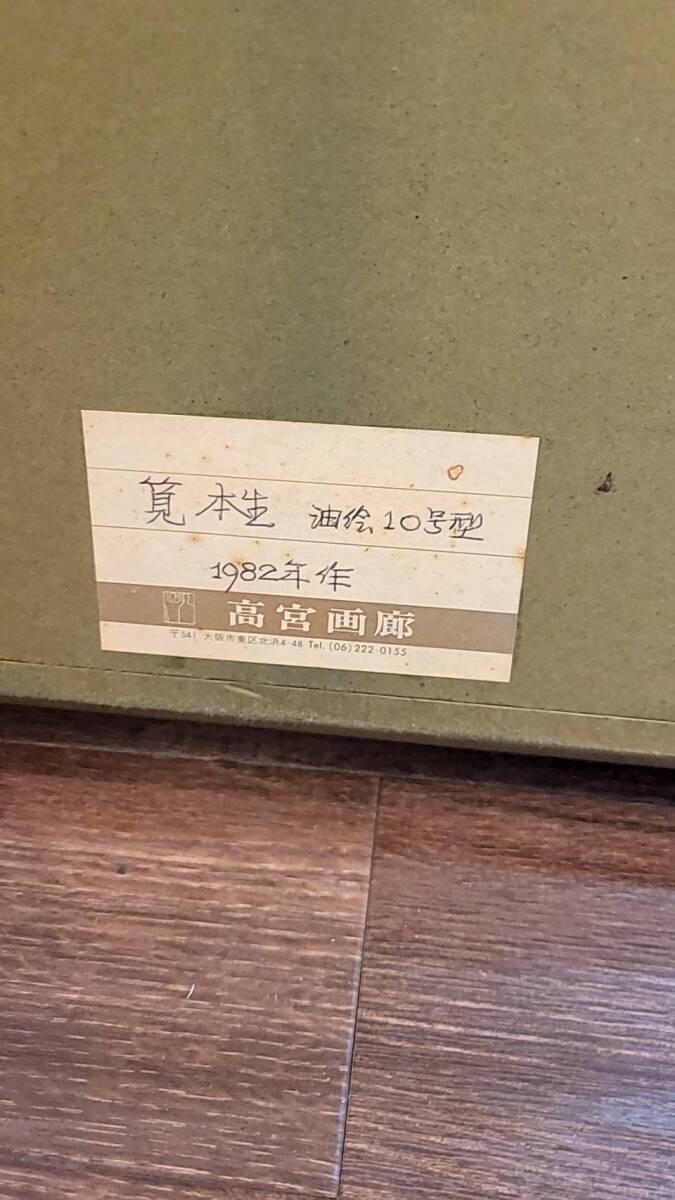 筧 本生 油絵10号型
1982年作
高宮画廊
〒541 大阪市東区北浜4-48 Tel. (06) 222-0155